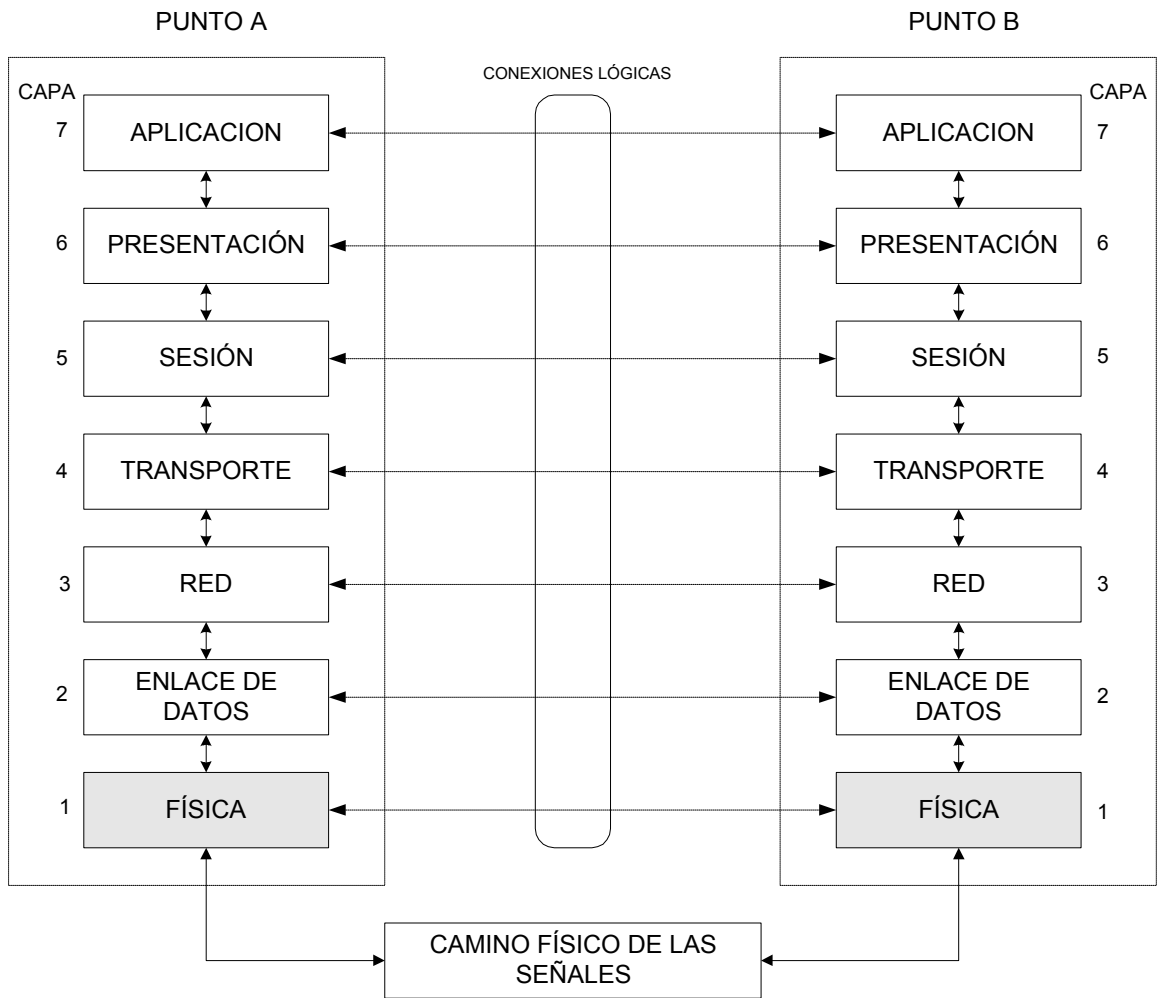 PUNTO A
PUNTO B
CONEXIONES LÓGICAS
CAPA
CAPA
7
APLICACION
APLICACION
7
6
PRESENTACIÓN
PRESENTACIÓN
6
5
SESIÓN
SESIÓN
5
4
TRANSPORTE
TRANSPORTE
4
3
RED
RED
3
2
ENLACE DE
DATOS
ENLACE DE
DATOS
2
1
FÍSICA
FÍSICA
1
CAMINO FÍSICO DE LAS
SEÑALES